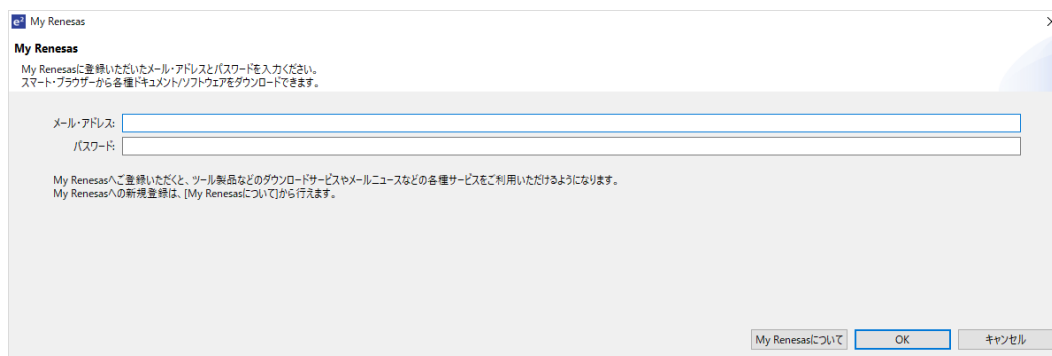 e² My Renesas
My Renesas
My Renesasに登録いただいたメール・アドレスとパスワードを入力ください。
スマート・ブラウザーから各種ドキュメント/ソフトウェアをダウンロードできます。
メール・アドレス:
パスワード:
My Renesasへご登録いただくと、ツール製品などのダウンロードサービスやメールニュースなどの各種サービスをご利用いただけるようになります。
My Renesasへの新規登録は、[My Renesasについて]から行えます。
My Renesasについて OK キャンセル